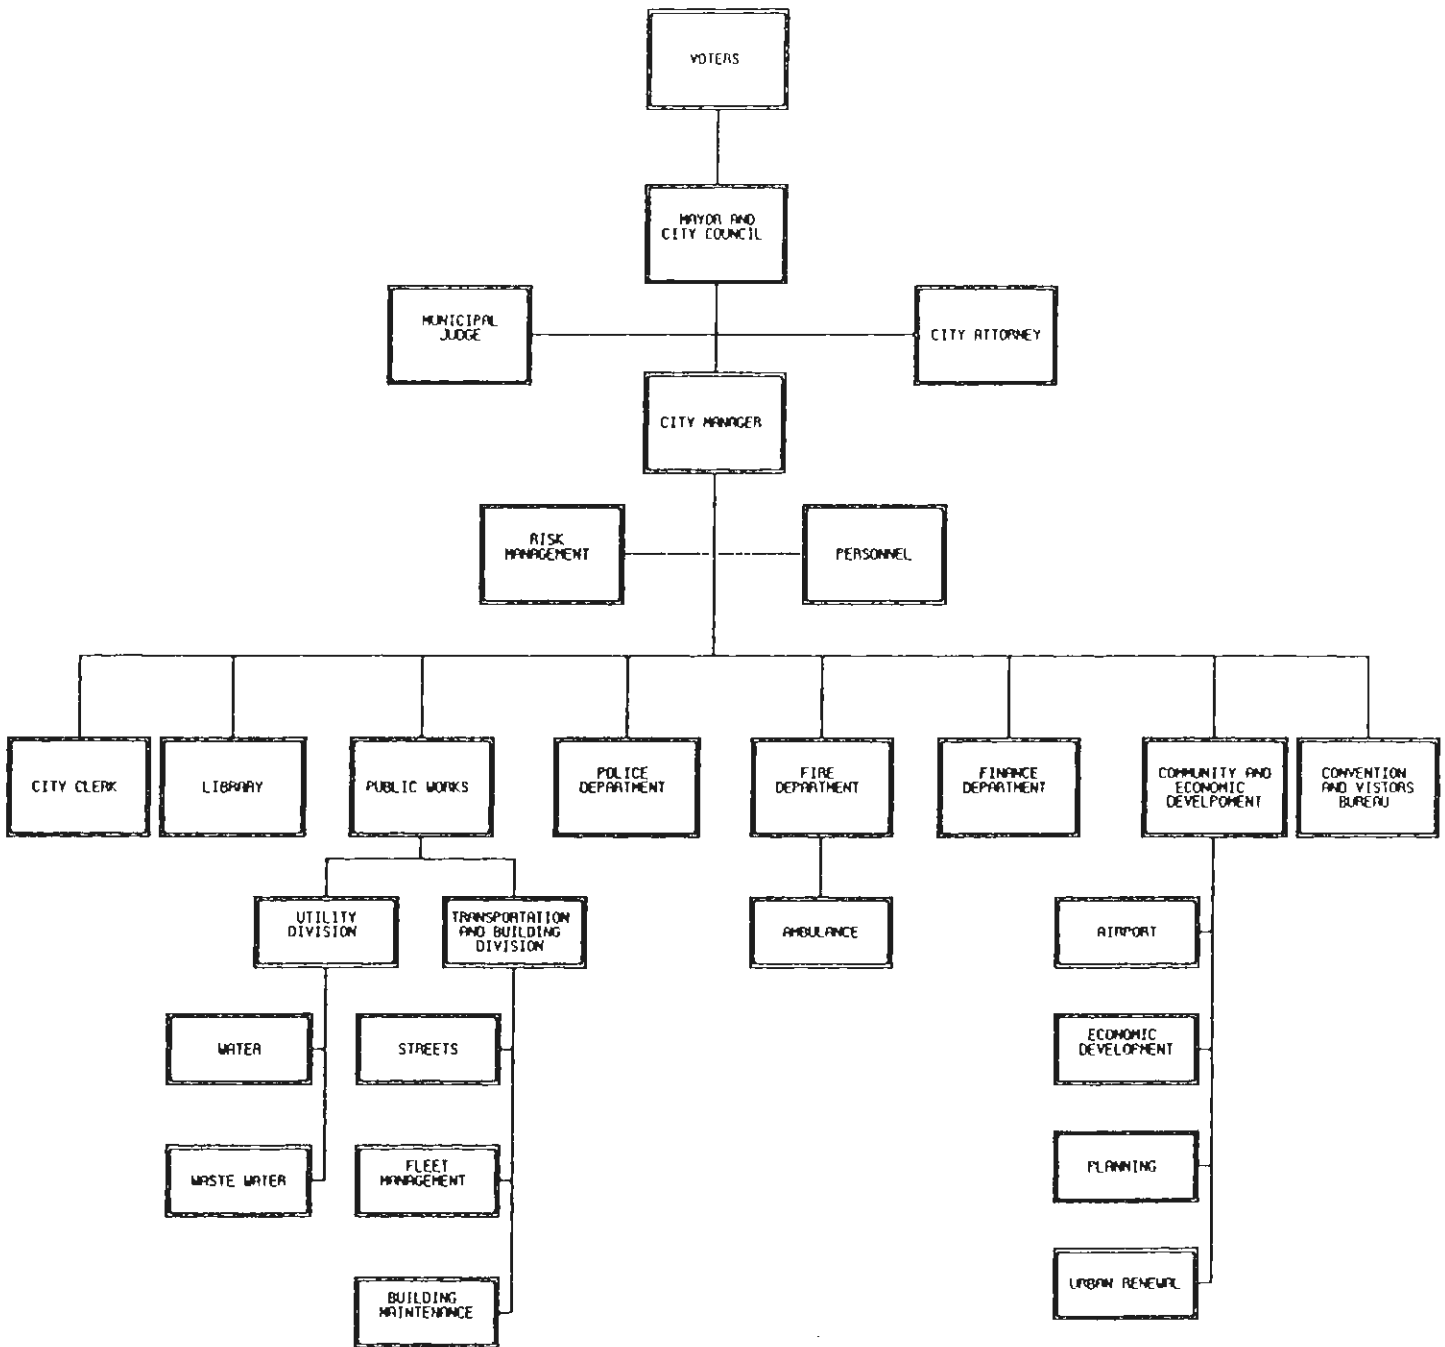 VOTERS
MAYOR AND
CITY COUNCIL
MUNICIPAL
JUDGE
CITY ATTORNEY
CITY MANAGER
RISK
MANAGEMENT
PERSONNEL
CITY CLERK
LIBRARY
PUBLIC WORKS
POLICE
DEPARTMENT
FIRE
DEPARTMENT
FINANCE
DEPARTMENT
COMMUNITY AND
ECONOMIC
DEVELPOMENT
CONVENTION
AND VISTORS
BUREAU
UTILITY
DIVISION
TRANSPORTATION
AND BUILDING
DIVISION
AMBULANCE
AIRPORT
WATER
STREETS
ECONOMIC
DEVELOPMENT
WASTE WATER
FLEET
MANAGEMENT
PLANNING
BUILDING
MAINTENANCE
URBAN RENEWAL